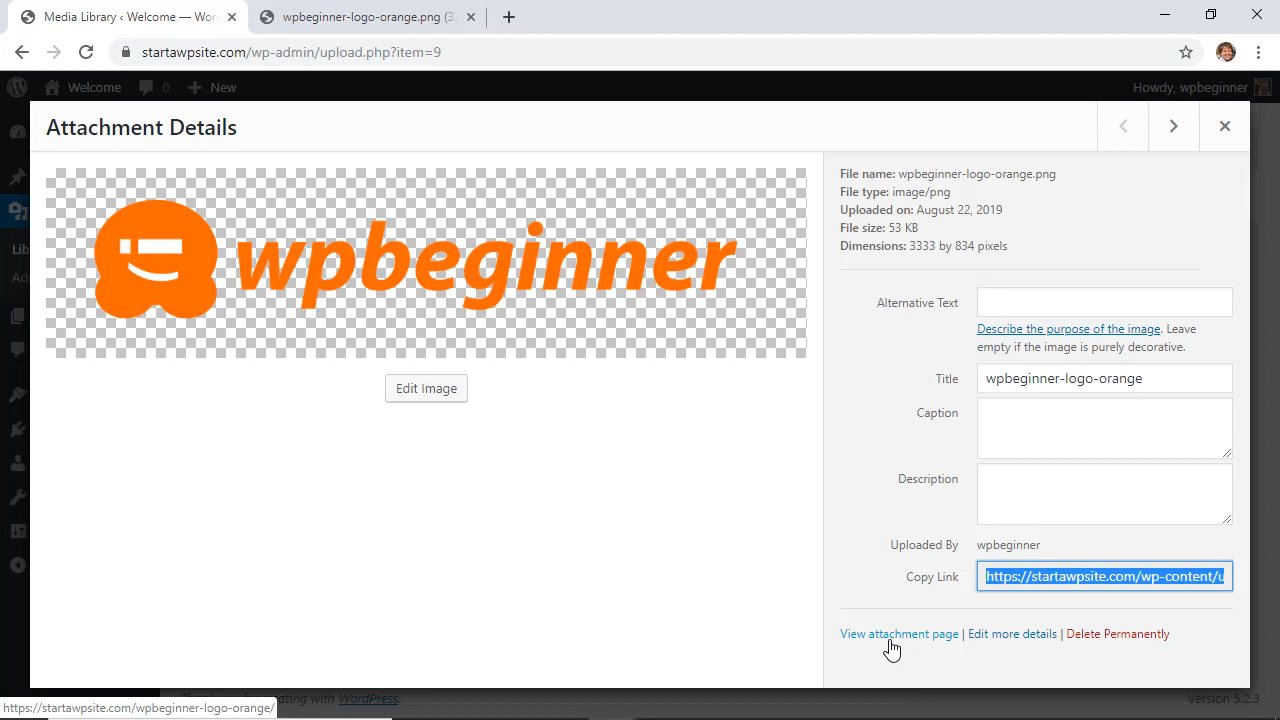 Media Library ‹ Welcome — Wor
wpbeginner-logo-orange.png (33
startawpsite.com/wp-admin/upload.php?item=9
Welcome
0
New
Howdy, wpbeginner
Attachment Details
wpbeginner
Edit Image
File name: wpbeginner-logo-orange.png
File type: image/png
Uploaded on: August 22, 2019
File size: 53 KB
Dimensions: 3333 by 834 pixels
Alternative Text
Describe the purpose of the image. Leave
empty if the image is purely decorative.
Title
wpbeginner-logo-orange
Caption
Description
Uploaded By
wpbeginner
Copy Link
https://startawpsite.com/wp-content/u
View attachment page | Edit more details | Delete Permanently
Lib
Ad
ting with WordPress.
Version 5.2.3
https://startawpsite.com/wpbeginner-logo-orange/